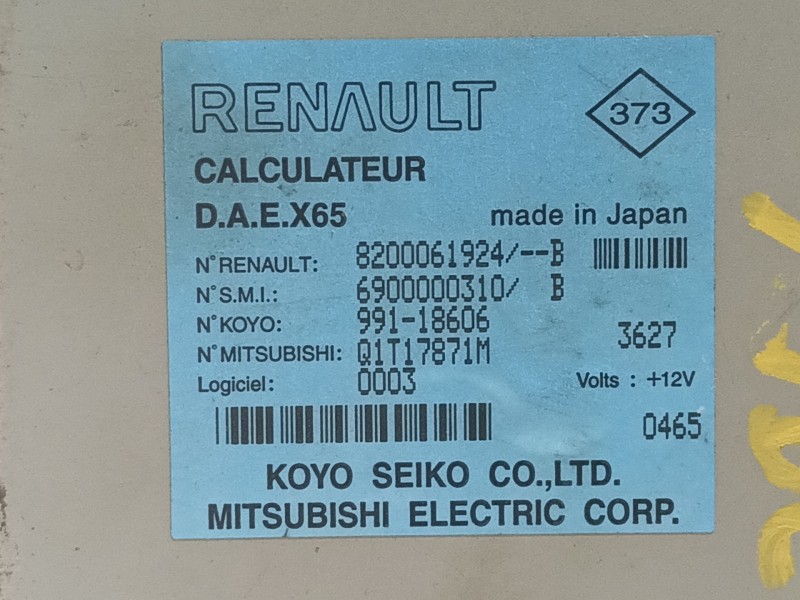 RENAULT
373
CALCULATEUR
D.A.E.X65 made in Japan
N° RENAULT: 8200061924/--B
N° S.M.I.: 6900000310/ B
N° KOYO: 991-18606
3627
N° MITSUBISHI: Q1T17871M
Logiciel: 0003 Volts : +12V
0465
KOYO SEIKO CO.,LTD.
MITSUBISHI ELECTRIC CORP.